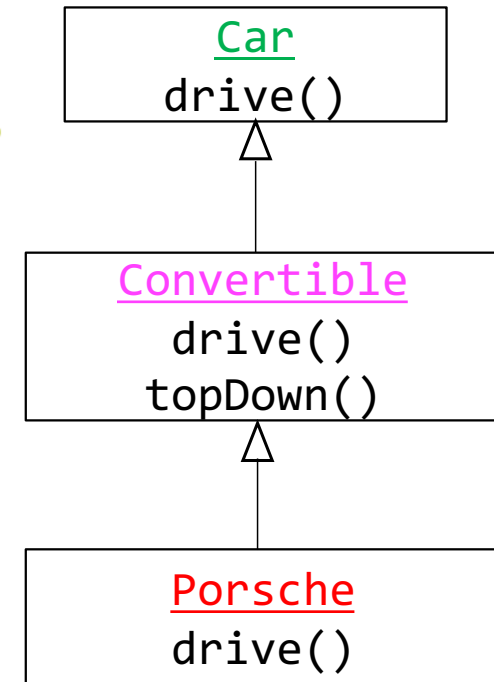 Car
drive()
Convertible
drive()
topDown()
Porsche
drive()